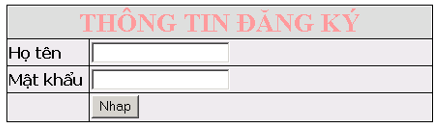 THÔNG TIN ĐĂNG KÝ
Họ tên
Mật khẩu
Nhap